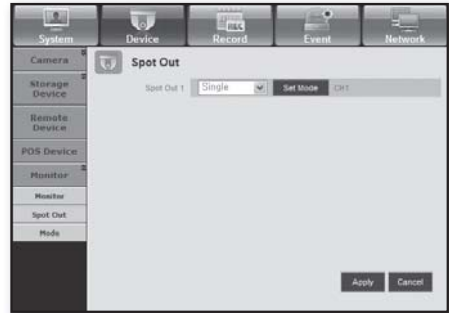 System Device Record Event Network
Camera
Storage Device
Remote Device
POS Device
Monitor
Monitor
Spot Out
Mode
Spot Out
Spot Out 1 Single Set Mode CH1
Apply Cancel